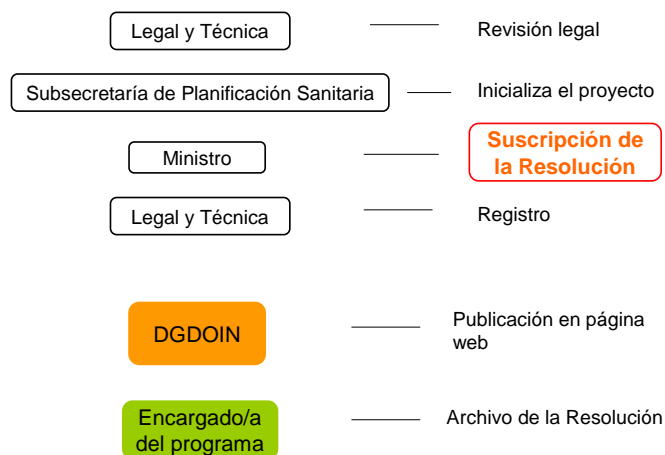 Legal y Técnica
Revisión legal
Subsecretaría de Planificación Sanitaria
Inicializa el proyecto
Ministro
Suscripción de
la Resolución
Legal y Técnica
Registro
DGDOIN
Publicación en página
web
Encargado/a
del programa
Archivo de la Resolución